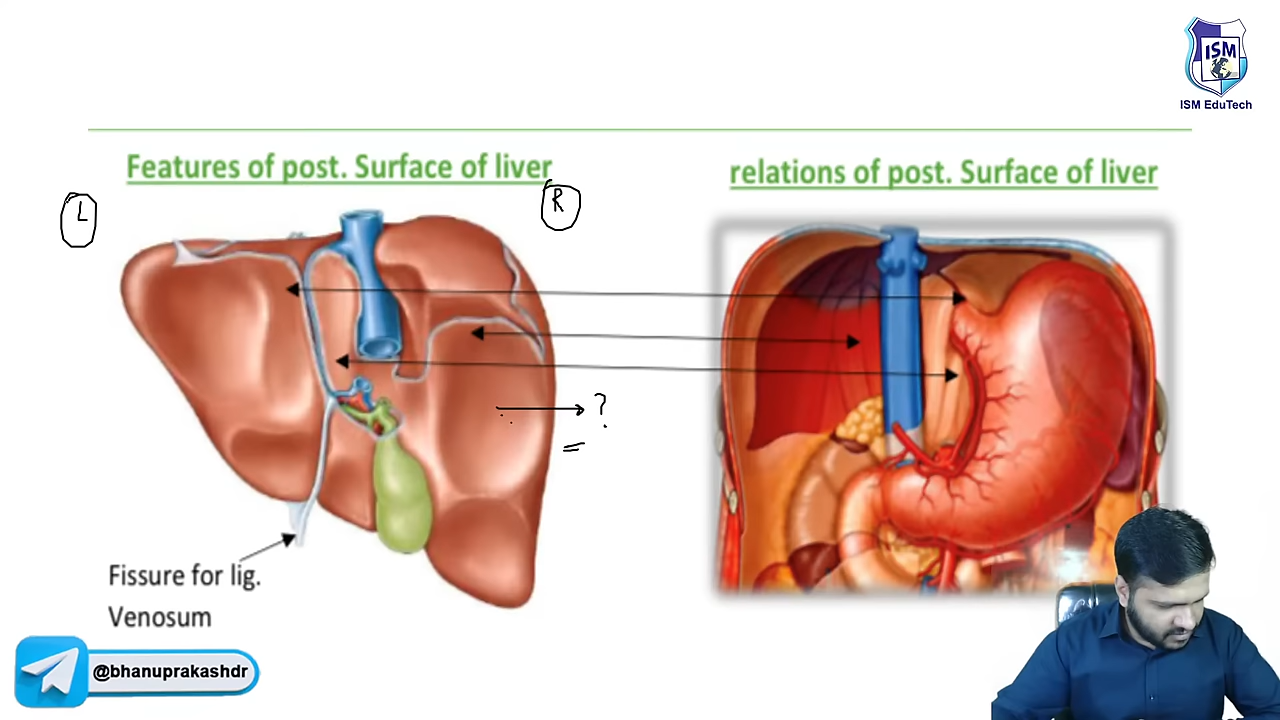 ISM
ISM EduTech
Features of post. Surface of liver
relations of post. Surface of liver
L
R
?
Fissure for lig.
Venosum
@bhanuprakashdr